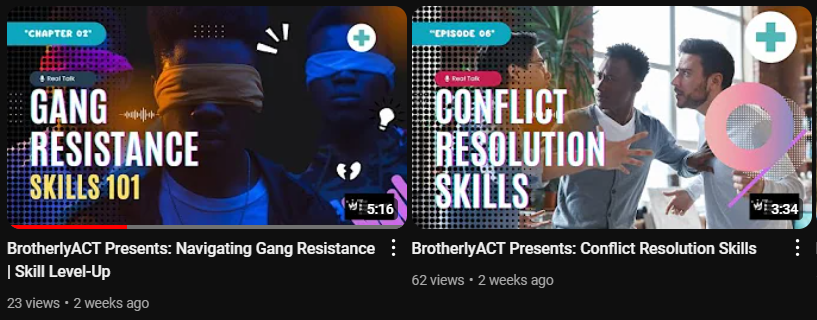 "CHAPTER 02"
Real Talk
GANG
RESISTANCE
SKILLS 101
5:16
BrotherlyACT Presents: Navigating Gang Resistance
| Skill Level-Up
23 views • 2 weeks ago
"EPISODE 06"
Real Talk
CONFLICT
RESOLUTION
SKILLS
3:34
BrotherlyACT Presents: Conflict Resolution Skills
62 views • 2 weeks ago